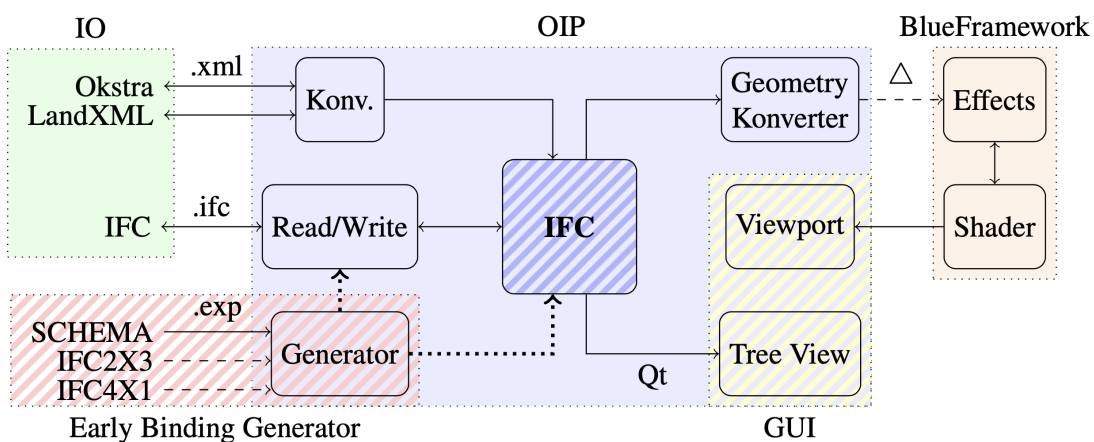 IO
OIP
BlueFramework
Okstra
LandXML
.xml
Konv.
Geometry
Konverter
△
Effects
IFC
.ifc
Read/Write
IFC
Viewport
Shader
SCHEMA
IFC2X3
IFC4X1
.exp
Generator
Qt
Tree View
Early Binding Generator
GUI